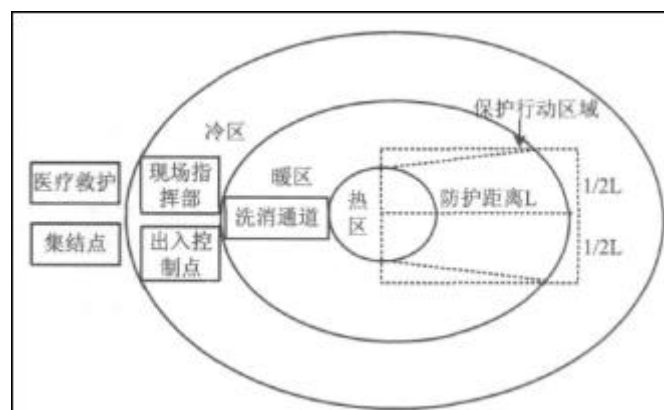 保护行动区域
冷区
医疗救护
现场指
挥部
暖区
热
区
防护距离L
1/2L
洗消通道
集结点
出入控
制点
1/2L